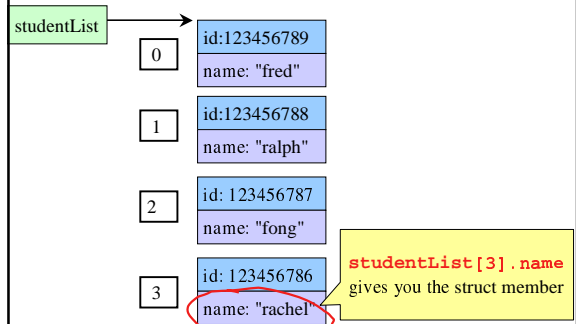 studentList
id:123456789
0
name: "fred"
id:123456788
1
name: "ralph"
id: 123456787
2
name: "fong"
id: 123456786
3
name: "rachel"
studentList[3].name
gives you the struct member